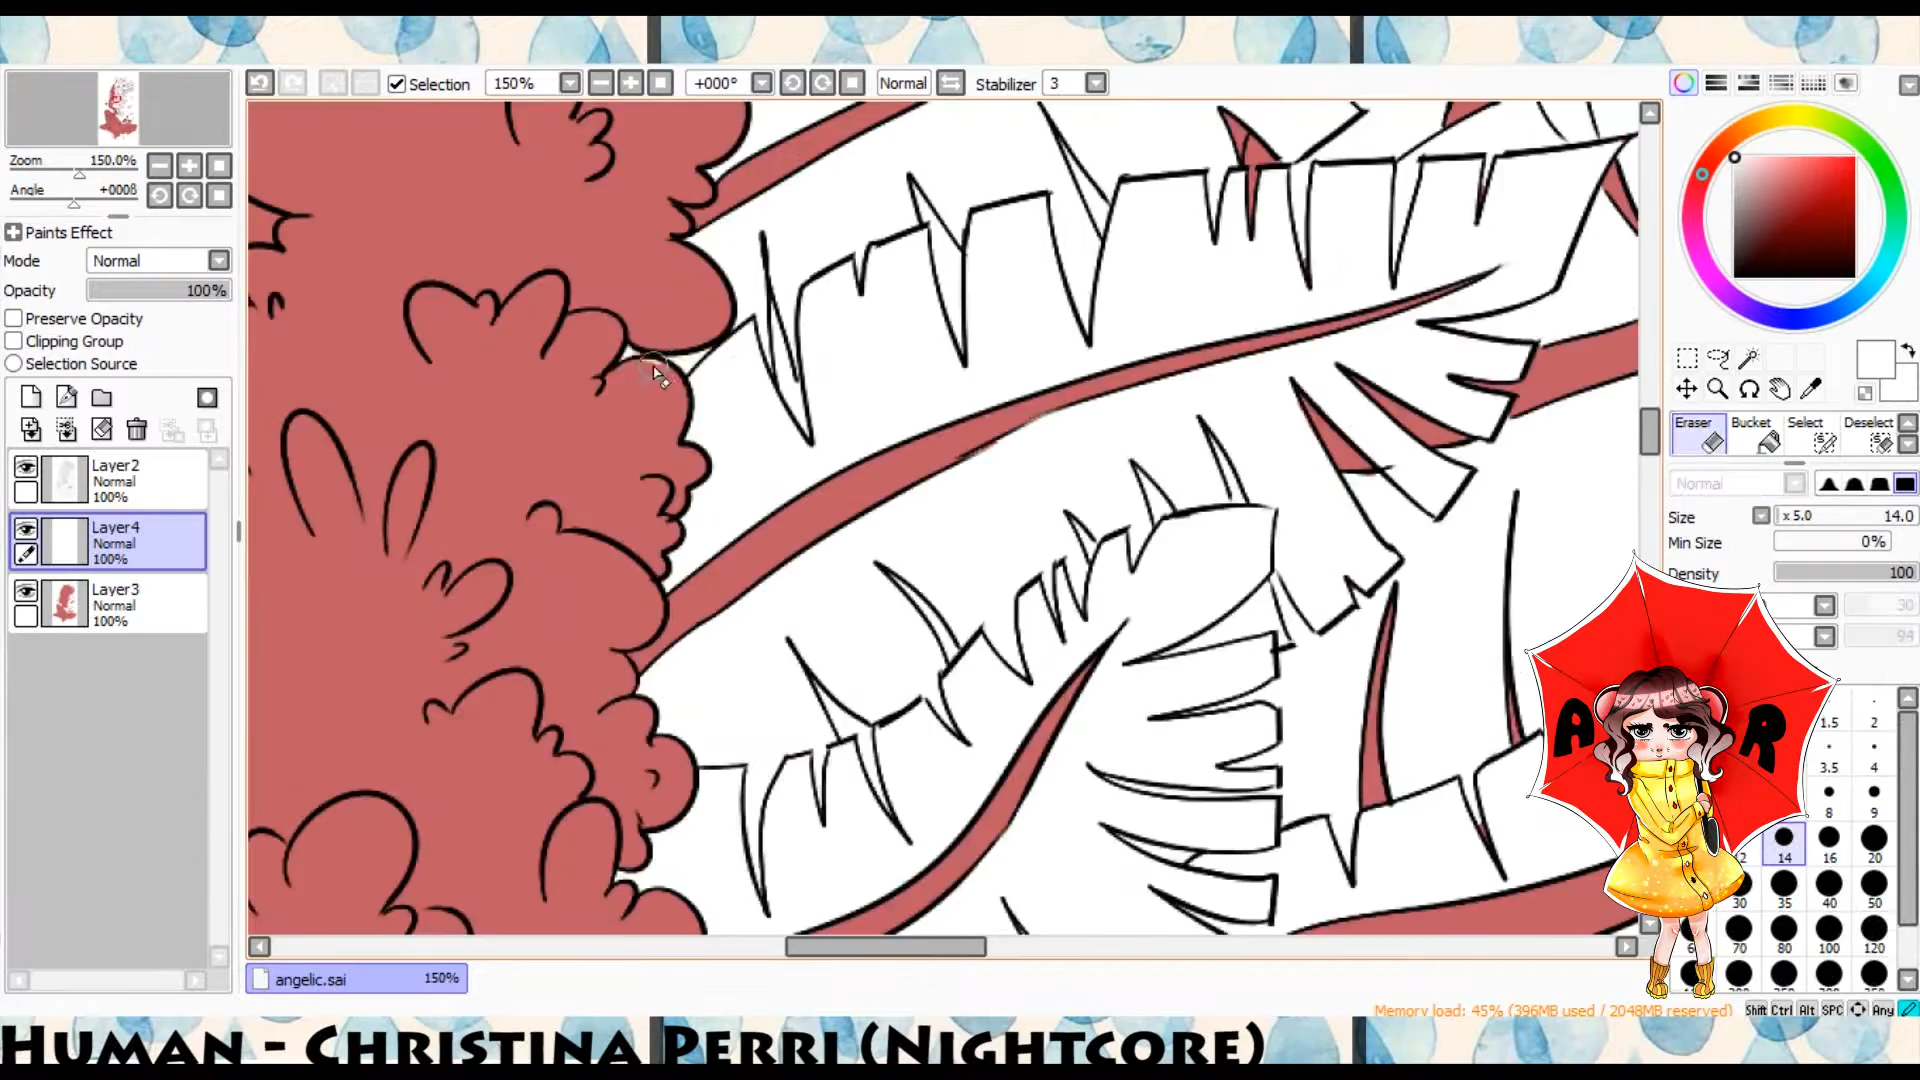 Selection 150% +000° Normal Stabilizer 3
Zoom 150.0%
Angle +0008
Paints Effect
Mode Normal
Opacity 100%
Preserve Opacity
Clipping Group
Selection Source
Layer2
Normal
100%
Layer4
Normal
100%
Layer3
Normal
100%
Eraser Bucket Select Deselect
Normal
Size x 5.0 14.0
Min Size 0%
Density 100
30
94
A R
1.5 2
3.5 4
8 9
12 14 16 20
30 35 40 50
70 80 100 120
angelic.sai 150%
Memory load: 45% (396MB used / 2048MB reserved) Shift Ctrl Alt SPC Any
Human - Christina Perri (Nightcore)